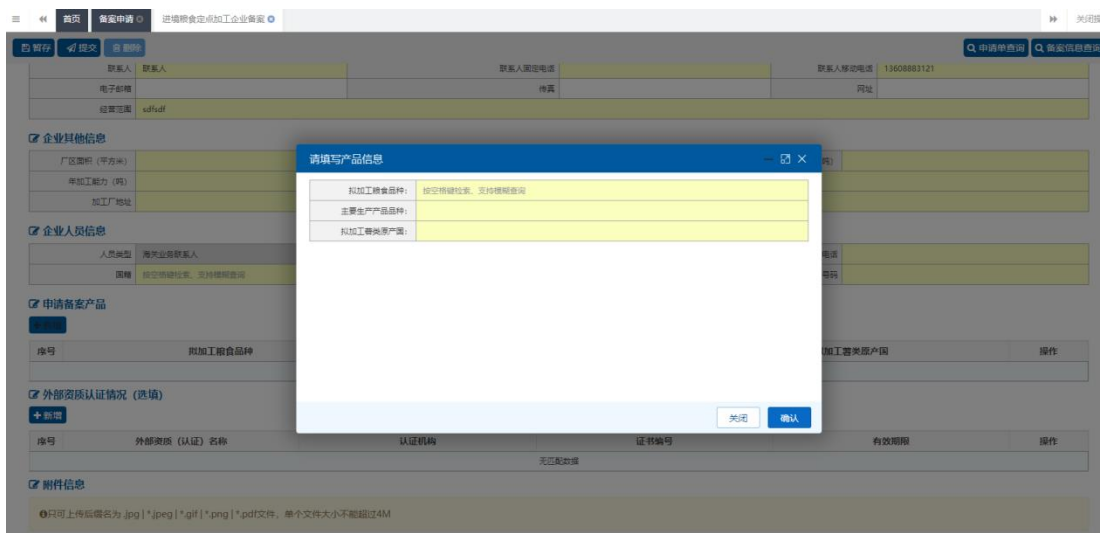 首页 备案申请 进境粮食定点加工企业备案 关闭操
暂存 提交 删除 申请单查询 备案信息查询
联系人 联系人 联系人固定电话 联系人移动电话 13608883121
电子邮箱 传真 网址
经营范围 sdfsdf
企业其他信息
厂区面积（平方米） 吨）
年加工能力（吨）
加工厂地址
请填写产品信息
拟加工粮食品种： 按空格键检索，支持模糊查询
主要生产产品品种：
拟加工薯类原产国：
关闭 确认
企业人员信息
人员类型 海关业务联系人 电话
国籍 按空格键检索，支持模糊查询 号码
申请备案产品
序号 拟加工粮食品种 加工薯类原产国 操作
外部资质认证情况（选填）
新增
序号 外部资质（认证）名称 认证机构 证书编号 有效期限 操作
无匹配数据
附件信息
只可上传后缀名为 .jpg | *.jpeg | *.gif | *.png | *.pdf文件，单个文件大小不能超过4M